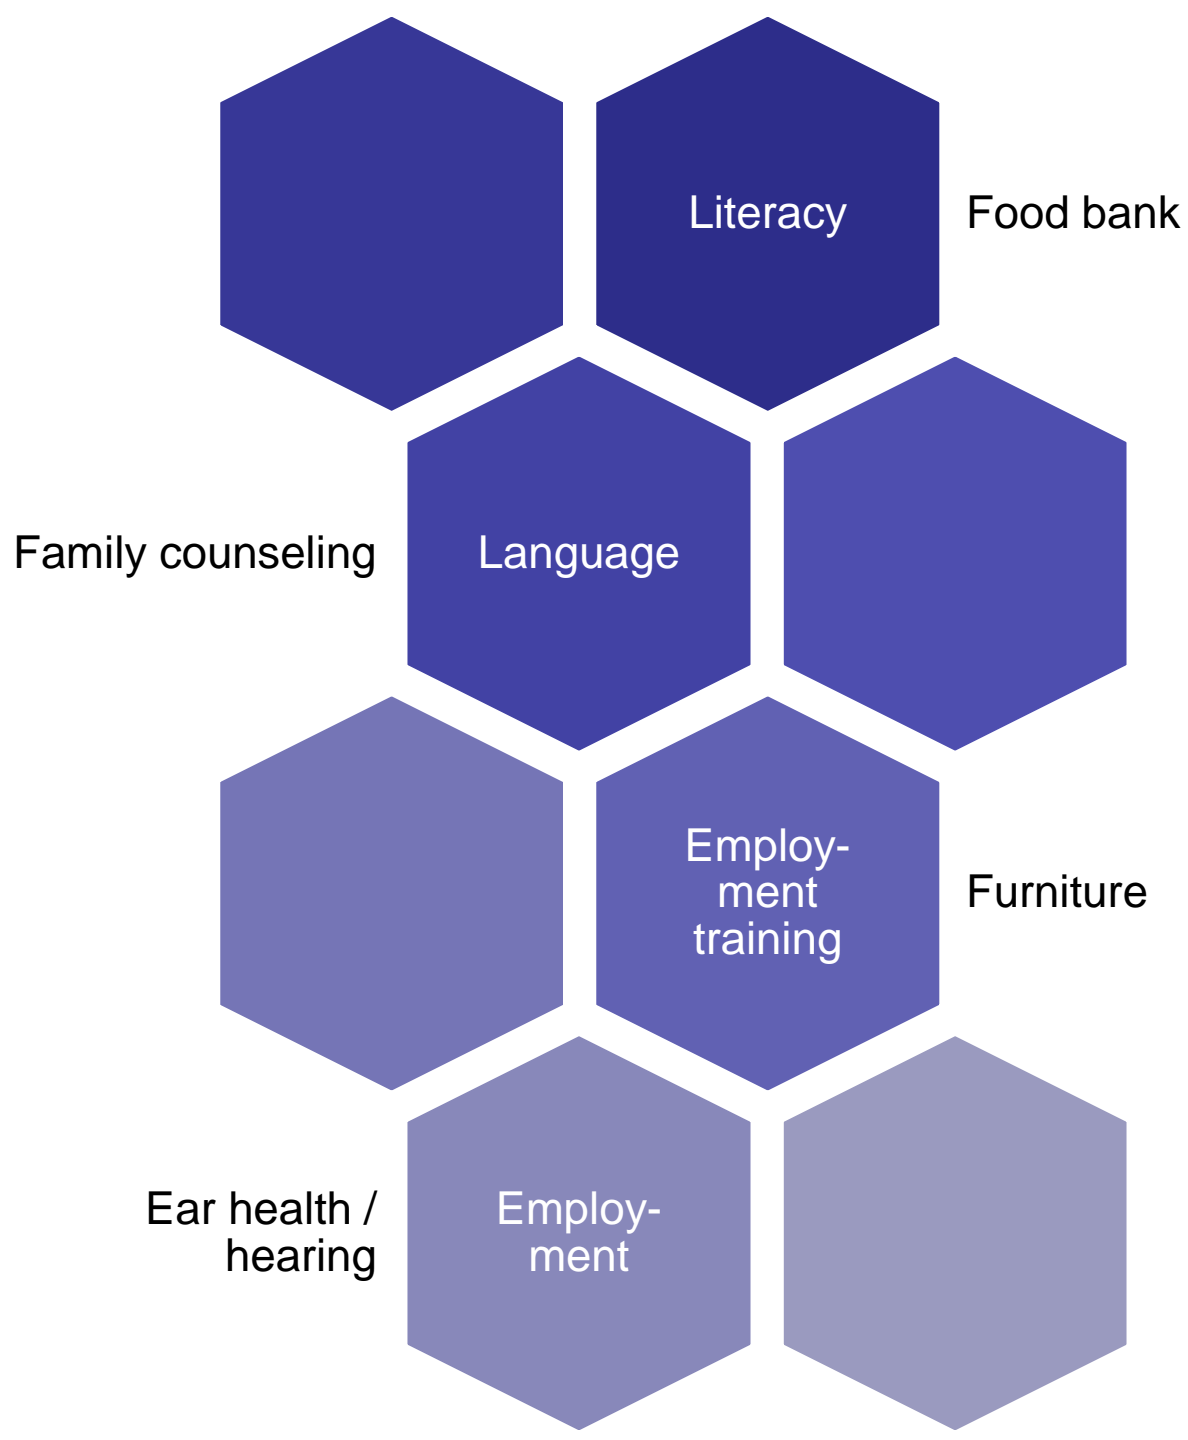 Literacy
Food bank
Family counseling
Language
Employ-
ment
training
Furniture
Ear health /
hearing
Employ-
ment